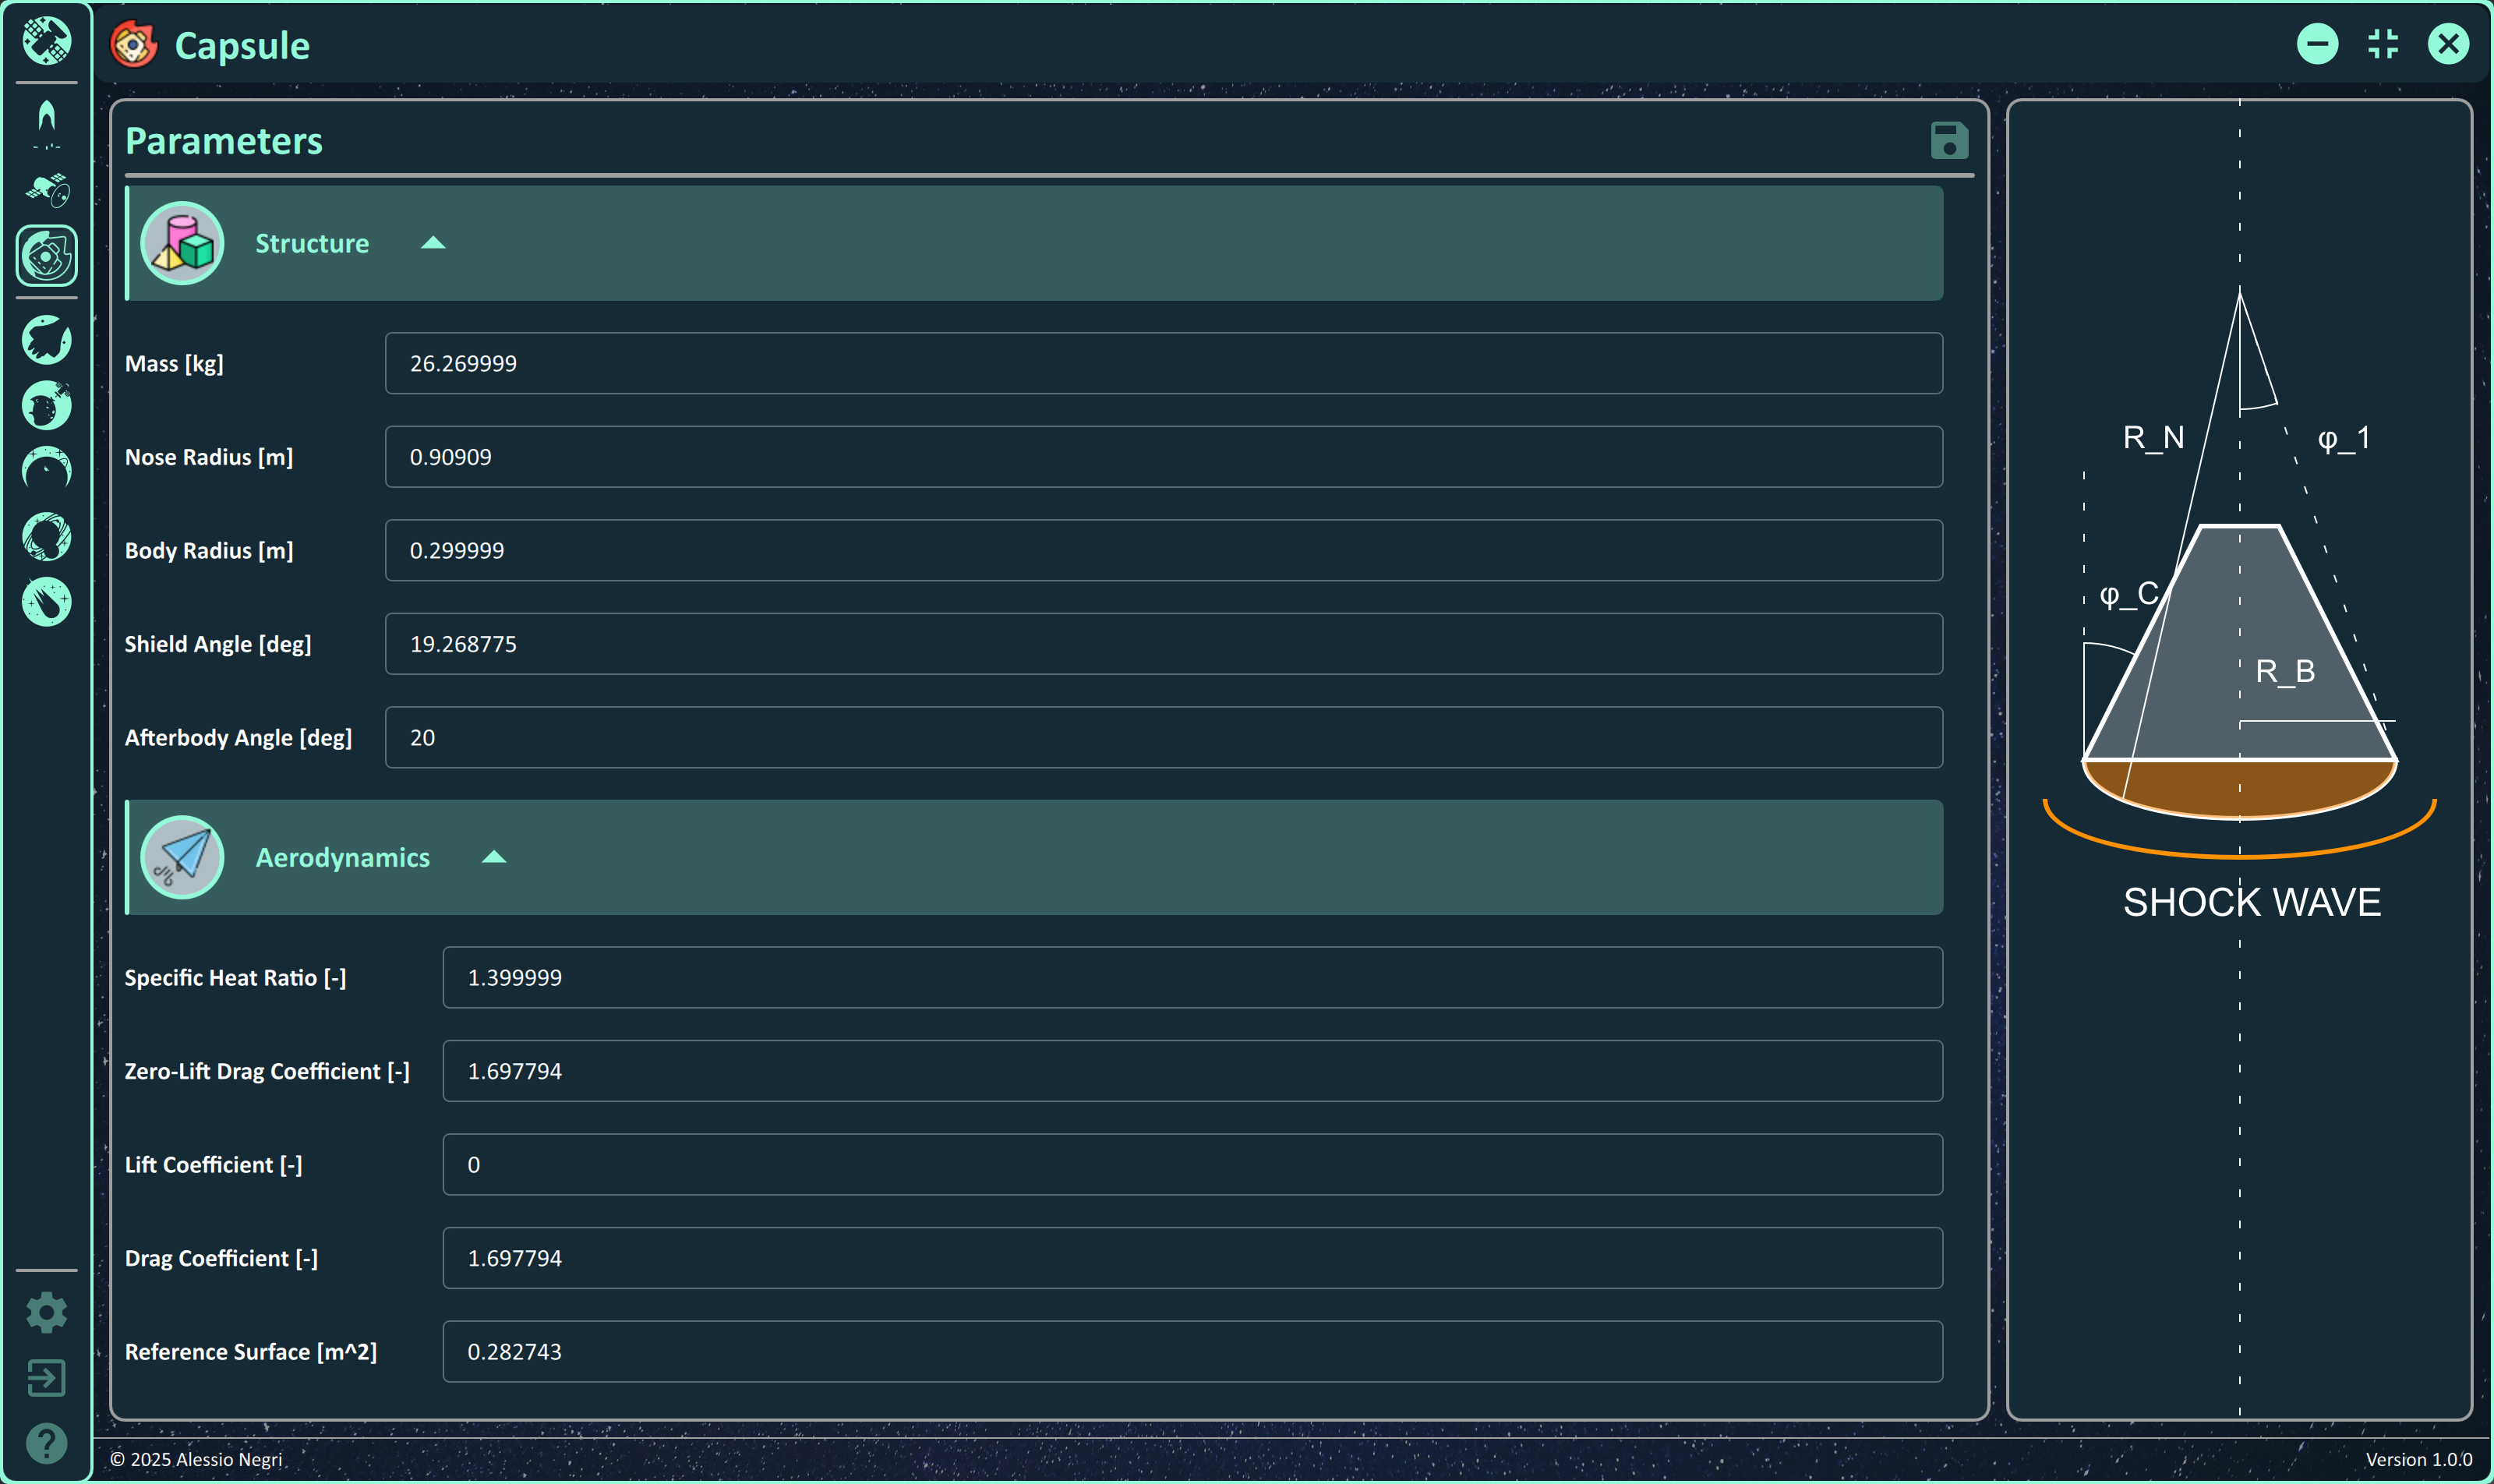 Capsule
Parameters
Structure
Mass [kg]
26.269999
Nose Radius [m]
0.90909
Body Radius [m]
0.299999
Shield Angle [deg]
19.268775
Afterbody Angle [deg]
20
Aerodynamics
Specific Heat Ratio [-]
1.399999
Zero-Lift Drag Coefficient [-]
1.697794
Lift Coefficient [-]
0
Drag Coefficient [-]
1.697794
Reference Surface [m^2]
0.282743
R_N
φ_1
φ_C
R_B
SHOCK WAVE
© 2025 Alessio Negri
Version 1.0.0